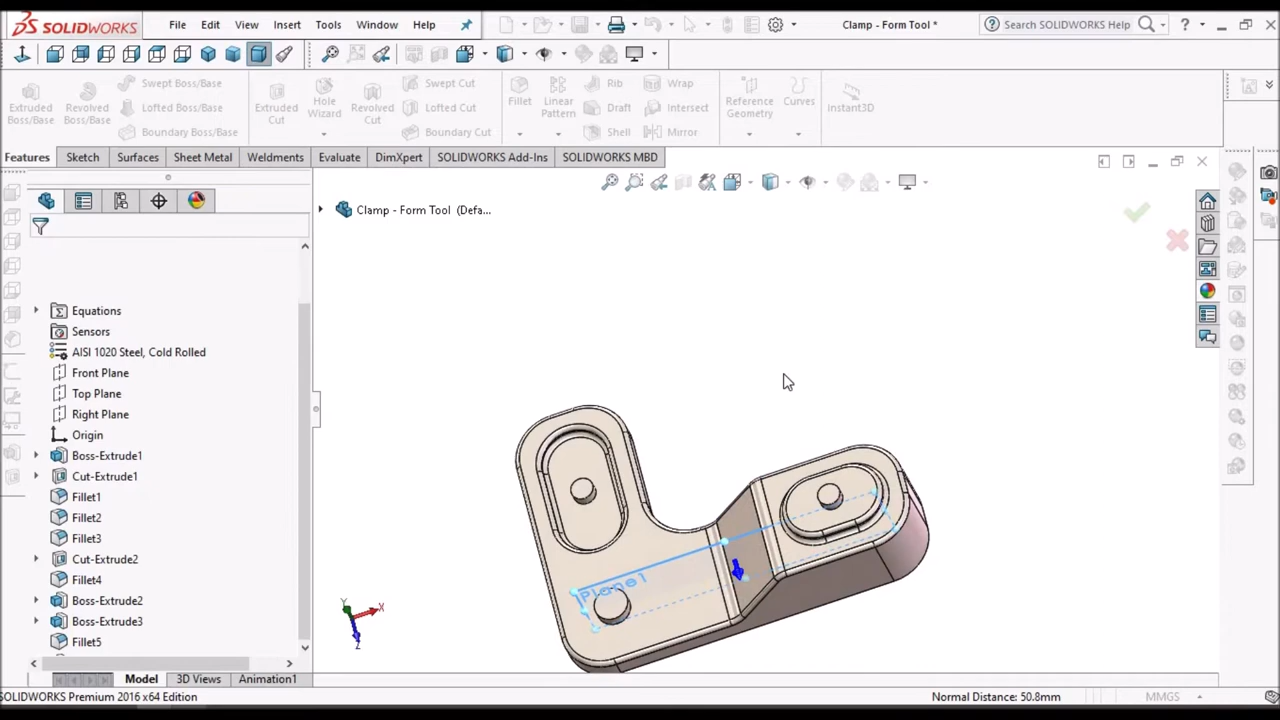 SOLIDWORKS File Edit View Insert Tools Window Help Clamp - Form Tool * Search SOLIDWORKS Help ?
Extruded Boss/Base
Revolved Boss/Base
Swept Boss/Base
Lofted Boss/Base
Boundary Boss/Base
Extruded Cut
Hole Wizard
Revolved Cut
Swept Cut
Lofted Cut
Boundary Cut
Fillet
Linear Pattern
Rib
Draft
Shell
Wrap
Intersect
Mirror
Reference Geometry
Curves
Instant3D
Features Sketch Surfaces Sheet Metal Weldments Evaluate DimXpert SOLIDWORKS Add-Ins SOLIDWORKS MBD
Clamp - Form Tool (Defa...
Equations
Sensors
AISI 1020 Steel, Cold Rolled
Front Plane
Top Plane
Right Plane
Origin
Boss-Extrude1
Cut-Extrude1
Fillet1
Fillet2
Fillet3
Cut-Extrude2
Fillet4
Boss-Extrude2
Boss-Extrude3
Fillet5
Plane1
Y
X
Z
Model 3D Views Animation1
SOLIDWORKS Premium 2016 x64 Edition Normal Distance: 50.8mm MMGS